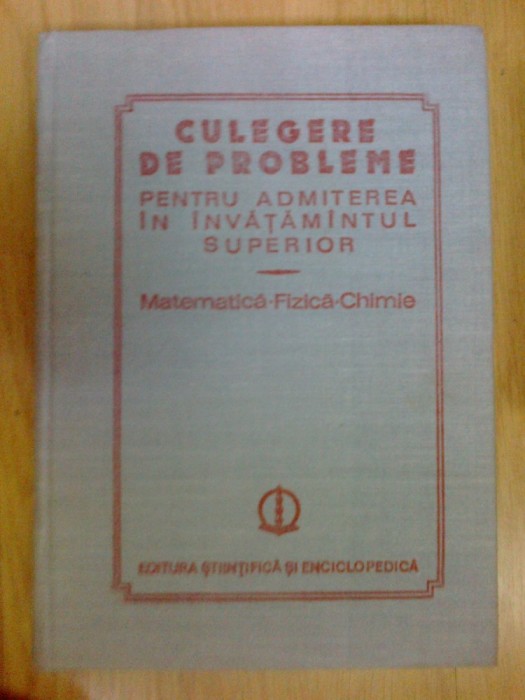 CULEGERE
DE PROBLEME
PENTRU ADMITEREA
ÎN ÎNVĂȚĂMÎNTUL
SUPERIOR
Matematică•Fizică•Chimie
EDITURA ȘTIINȚIFICĂ ȘI ENCICLOPEDICĂ